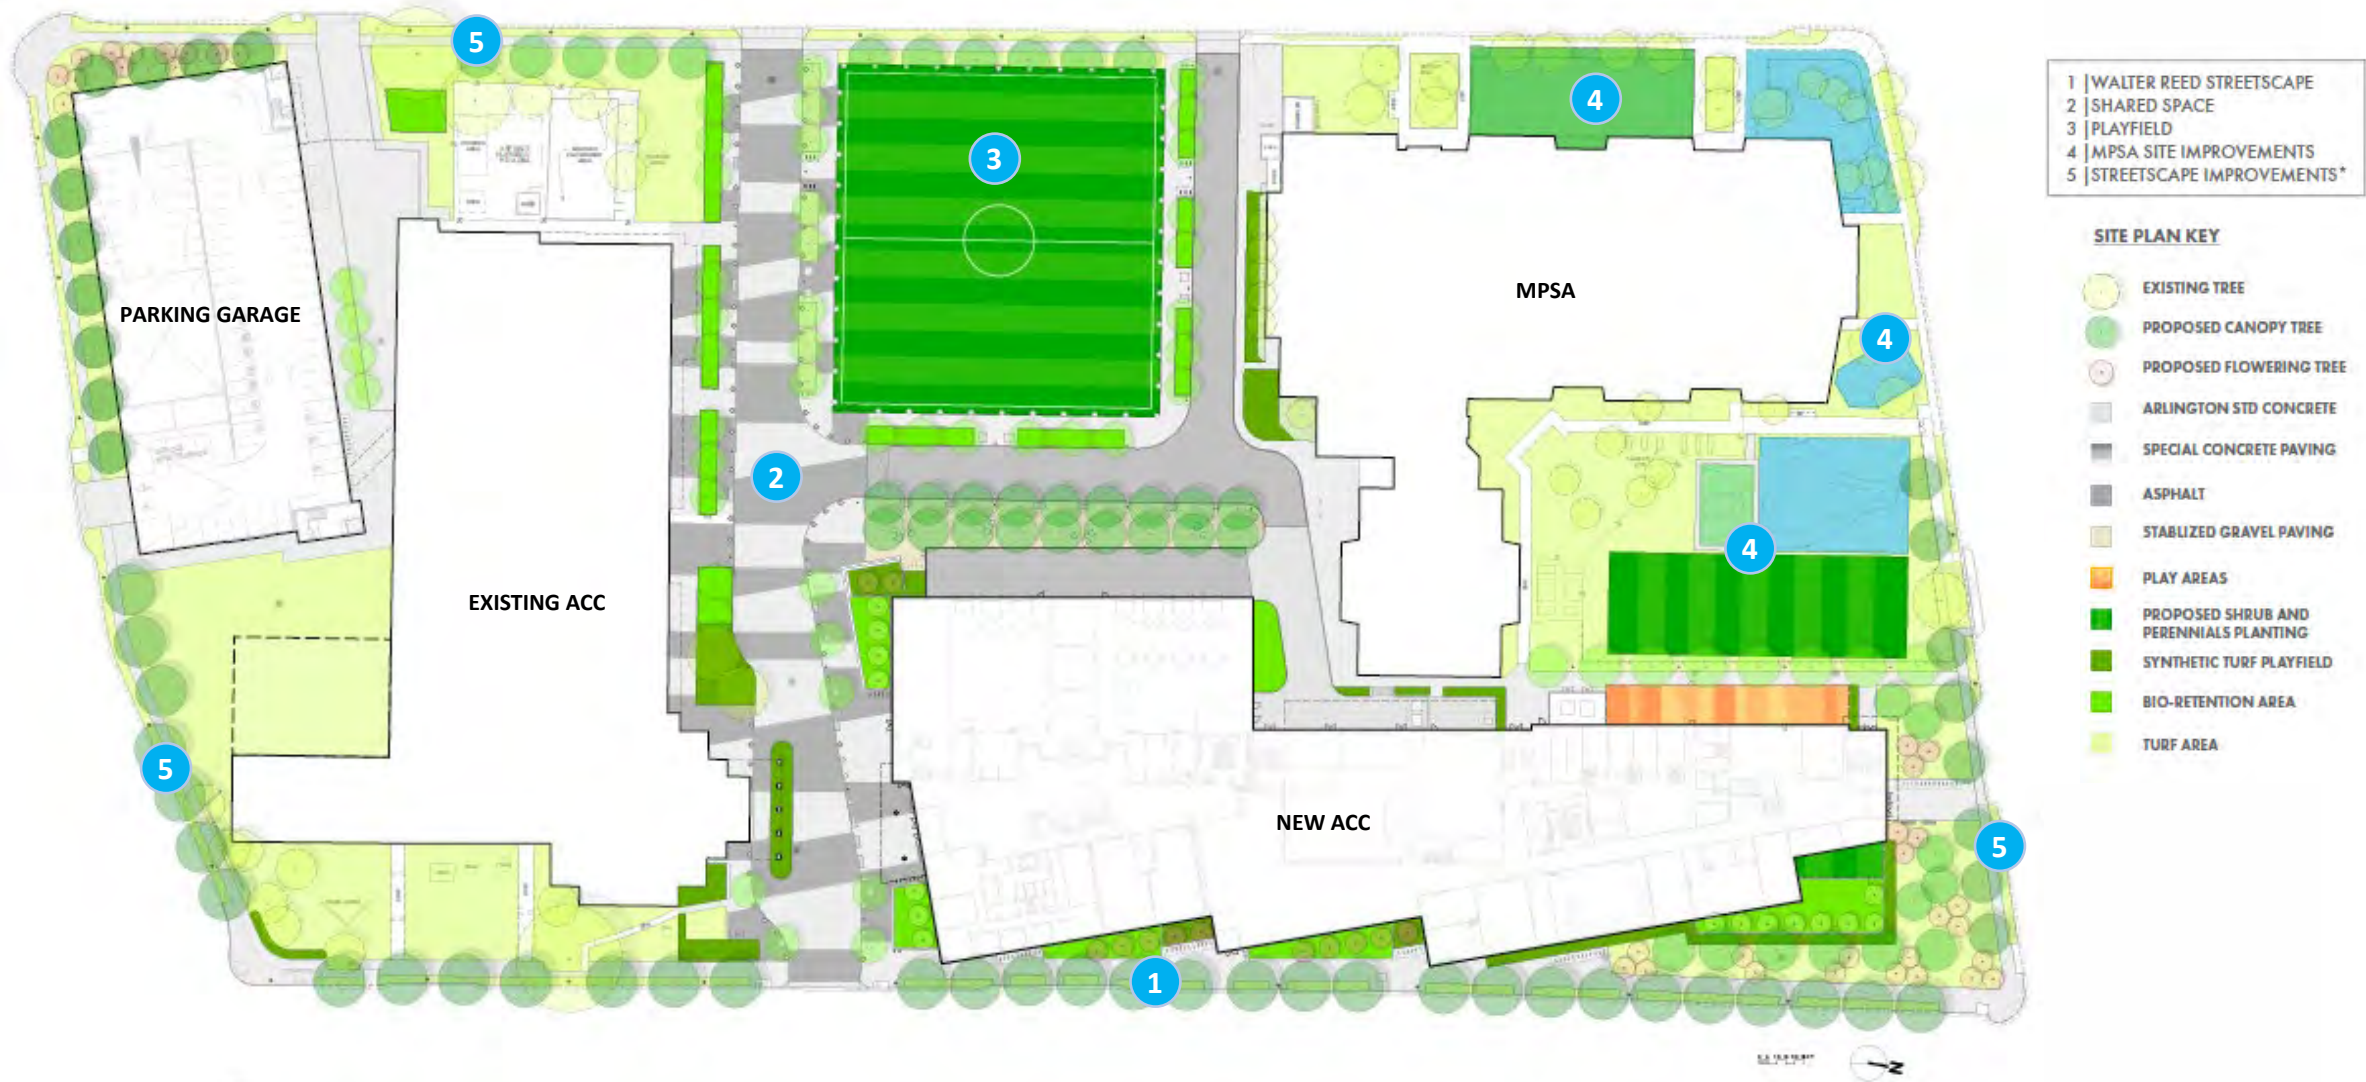 5
4
3
1 | WALTER REED STREETSCAPE
2 | SHARED SPACE
3 | PLAYFIELD
4 | MPSA SITE IMPROVEMENTS
5 | STREETSCAPE IMPROVEMENTS*
SITE PLAN KEY
EXISTING TREE
PROPOSED CANOPY TREE
PROPOSED FLOWERING TREE
ARLINGTON STD CONCRETE
SPECIAL CONCRETE PAVING
ASPHALT
STABLIZED GRAVEL PAVING
PLAY AREAS
PROPOSED SHRUB AND
PERENNIALS PLANTING
SYNTHETIC TURF PLAYFIELD
BIO-RETENTION AREA
TURF AREA
PARKING GARAGE
MPSA
4
2
4
EXISTING ACC
5
NEW ACC
5
1
N